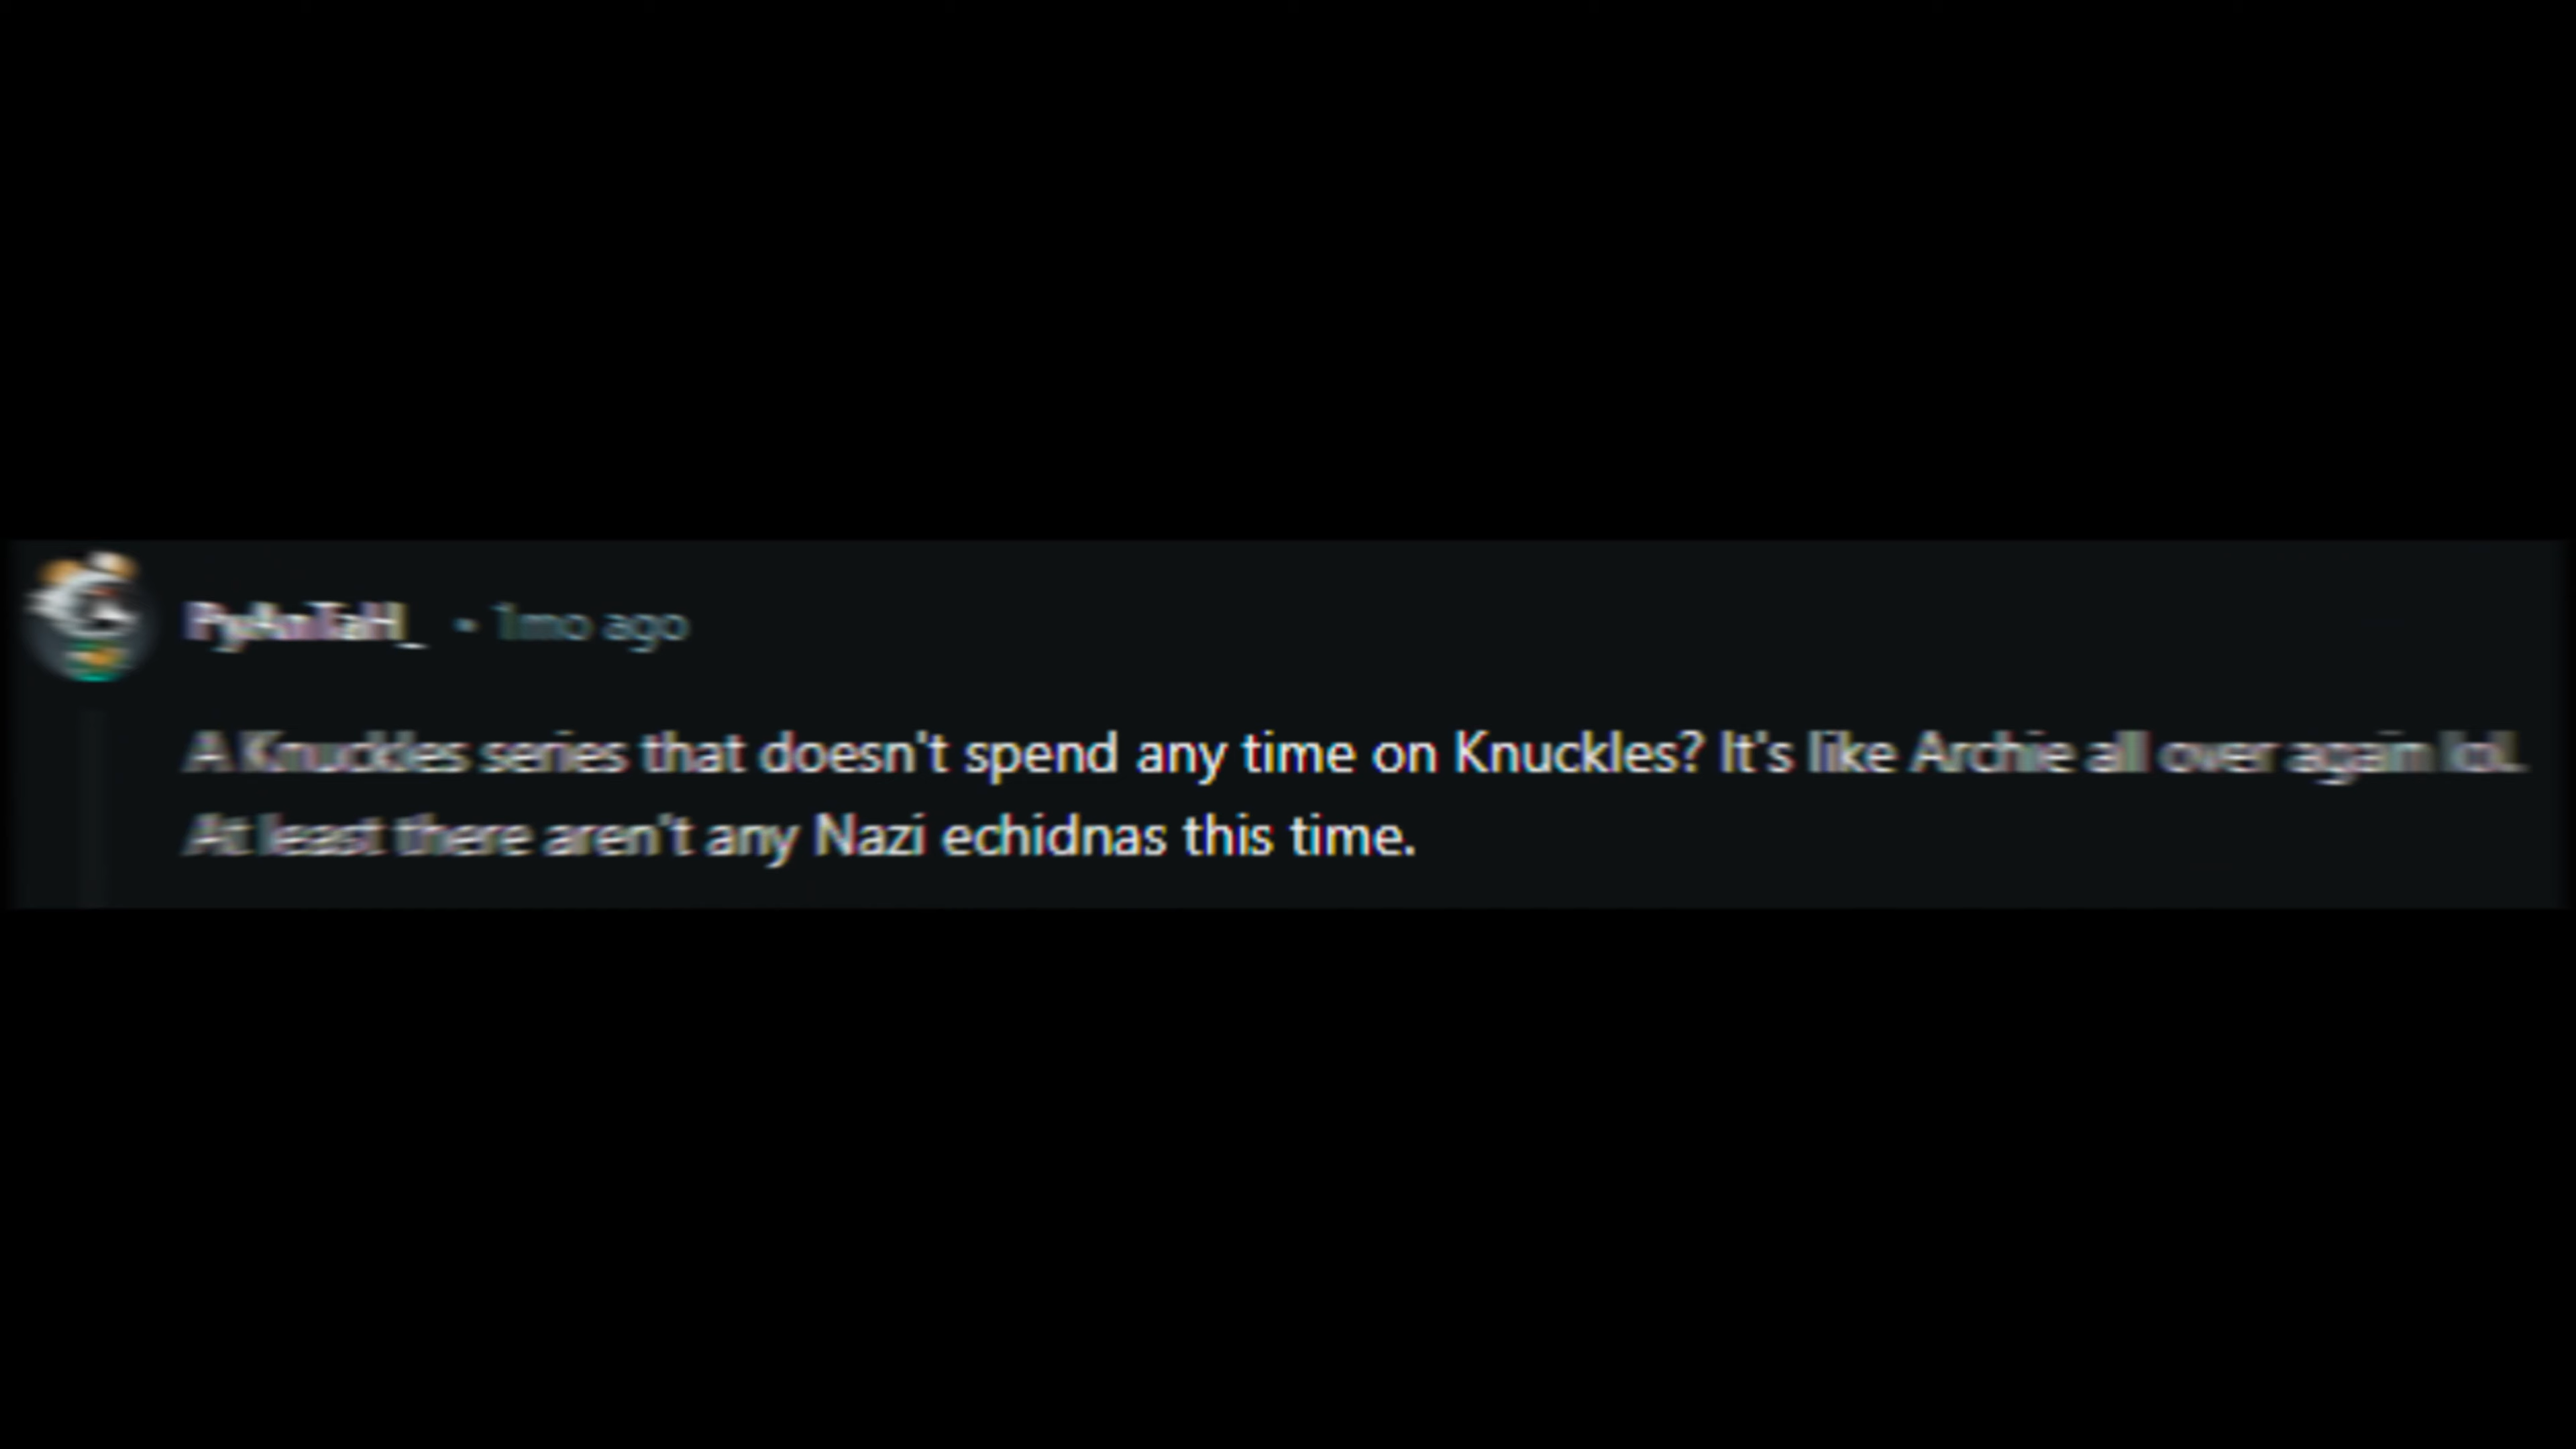 PyAnTaH_ • 1mo ago
A Knuckles series that doesn't spend any time on Knuckles? It's like Archie all over again lol.
At least there aren't any Nazi echidnas this time.